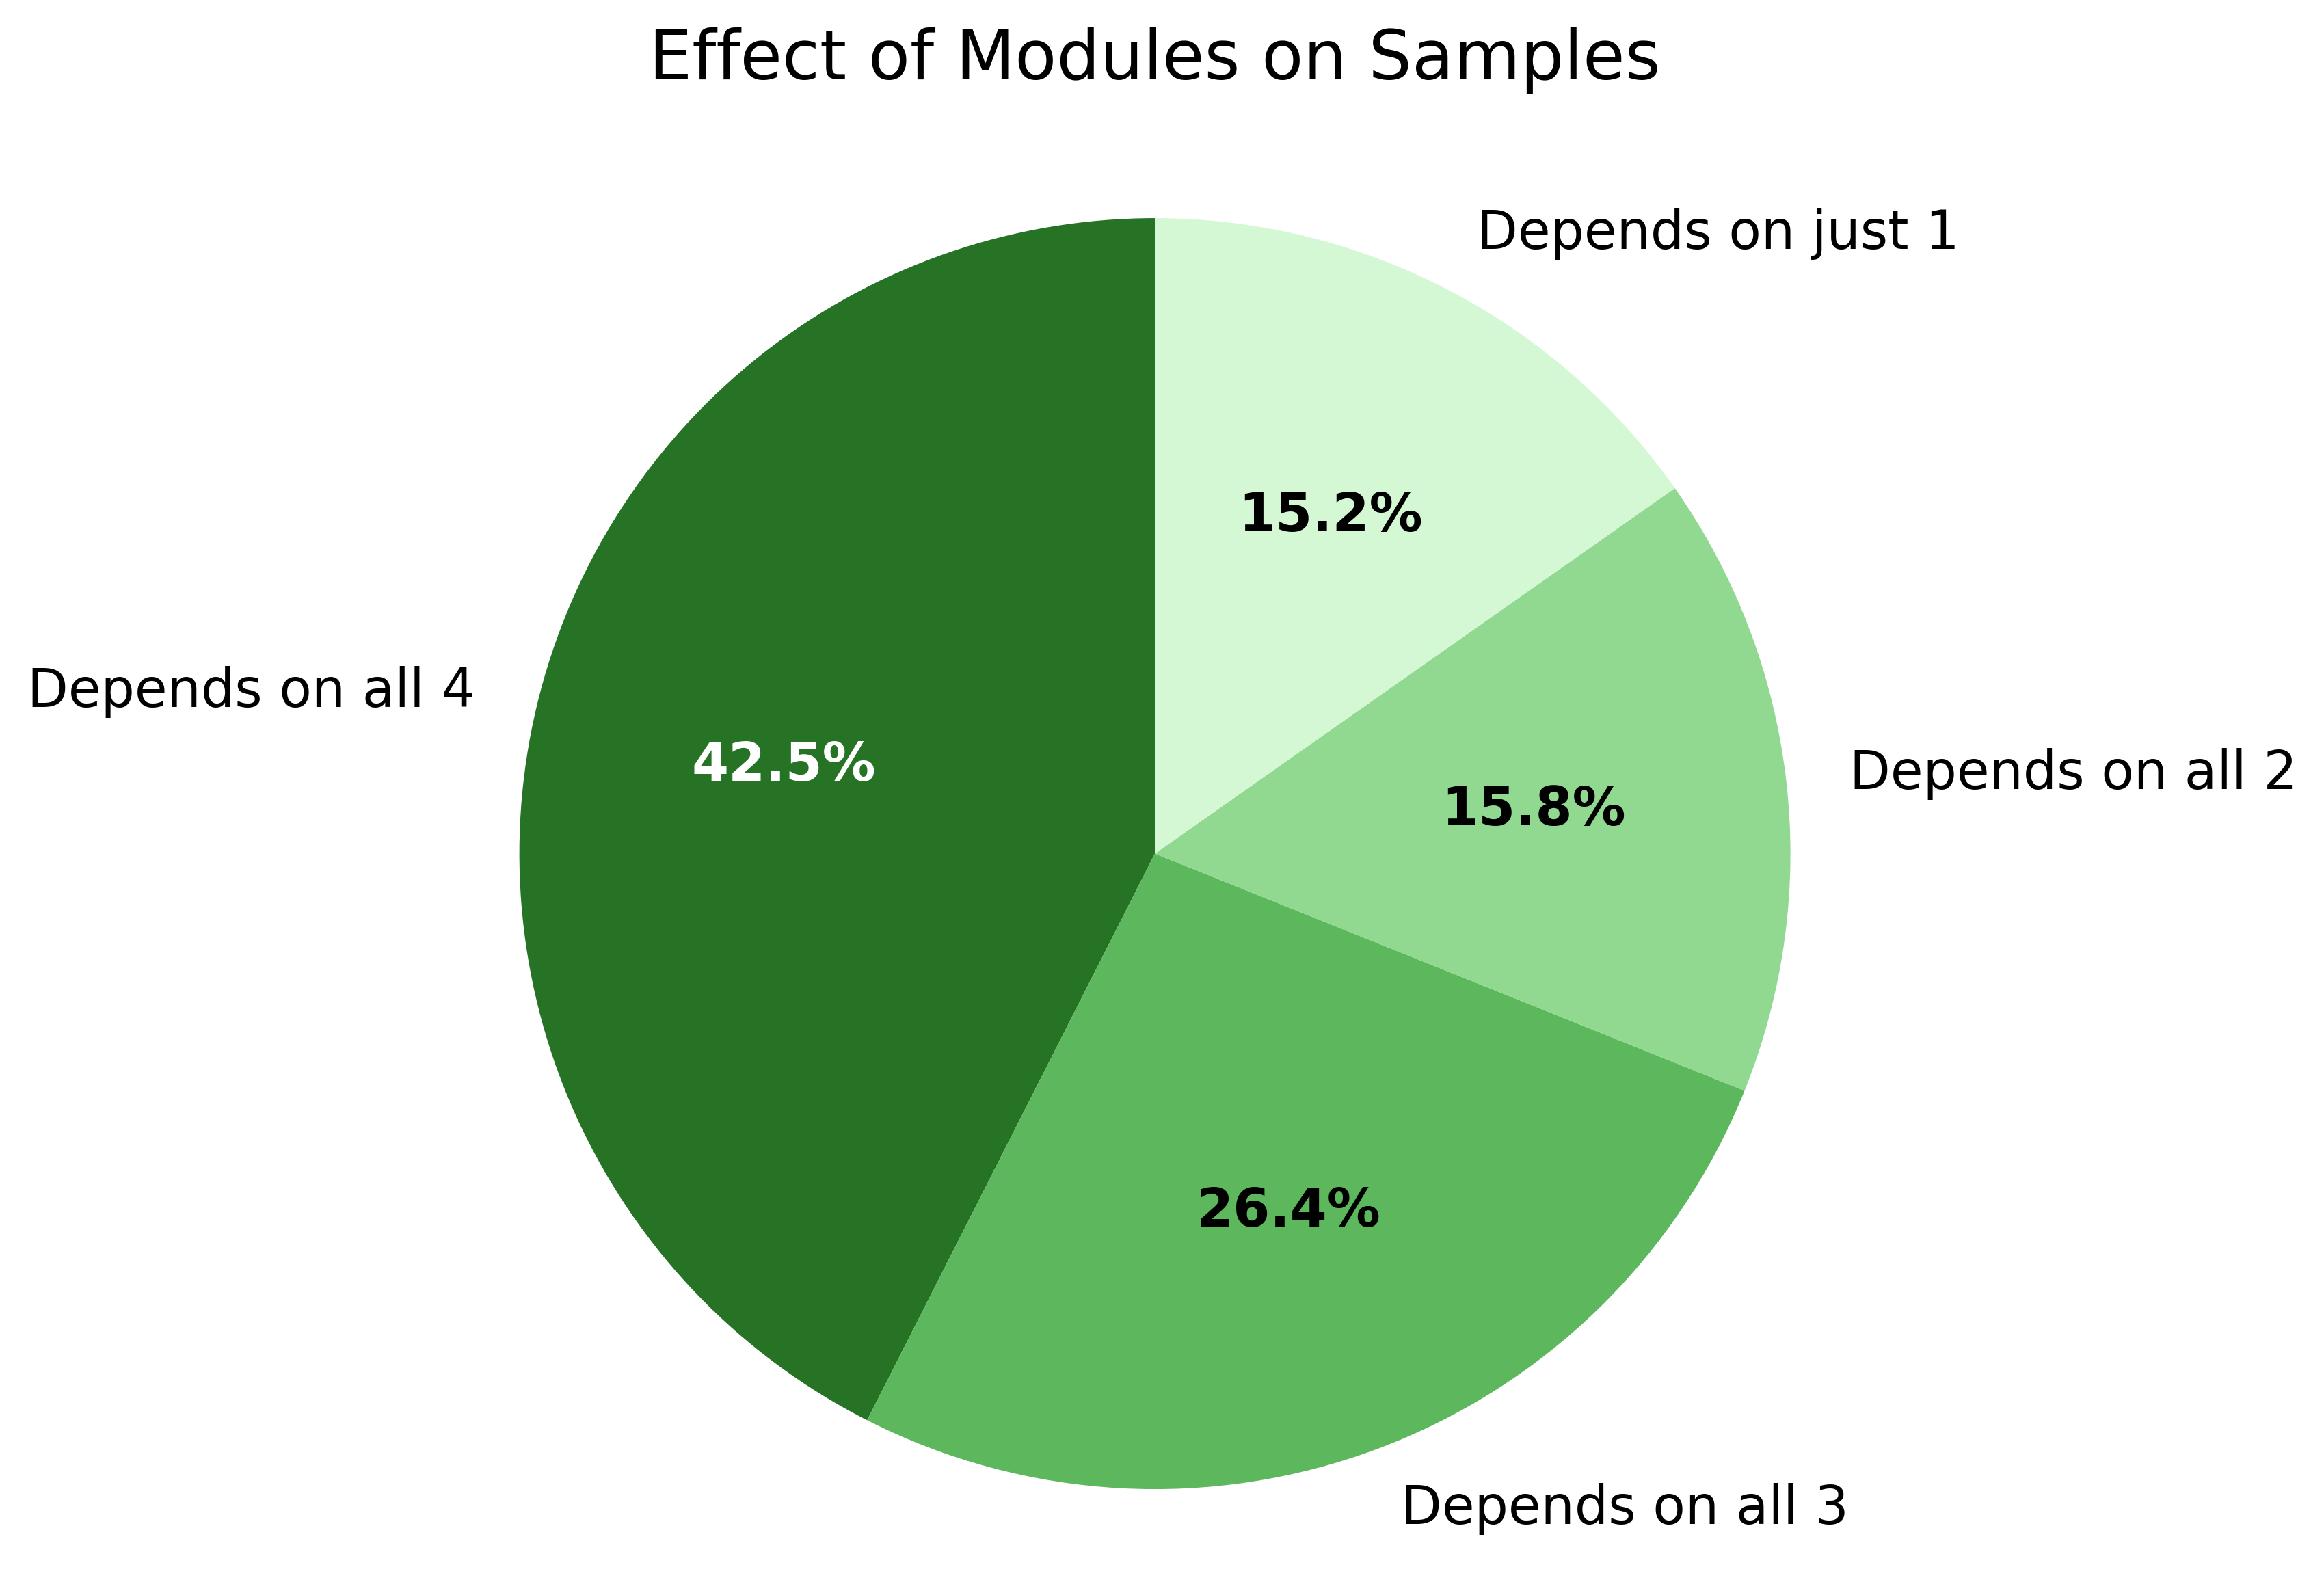 Effect of Modules on Samples
Depends on just 1
15.2%
Depends on all 4
42.5%
Depends on all 2
15.8%
26.4%
Depends on all 3